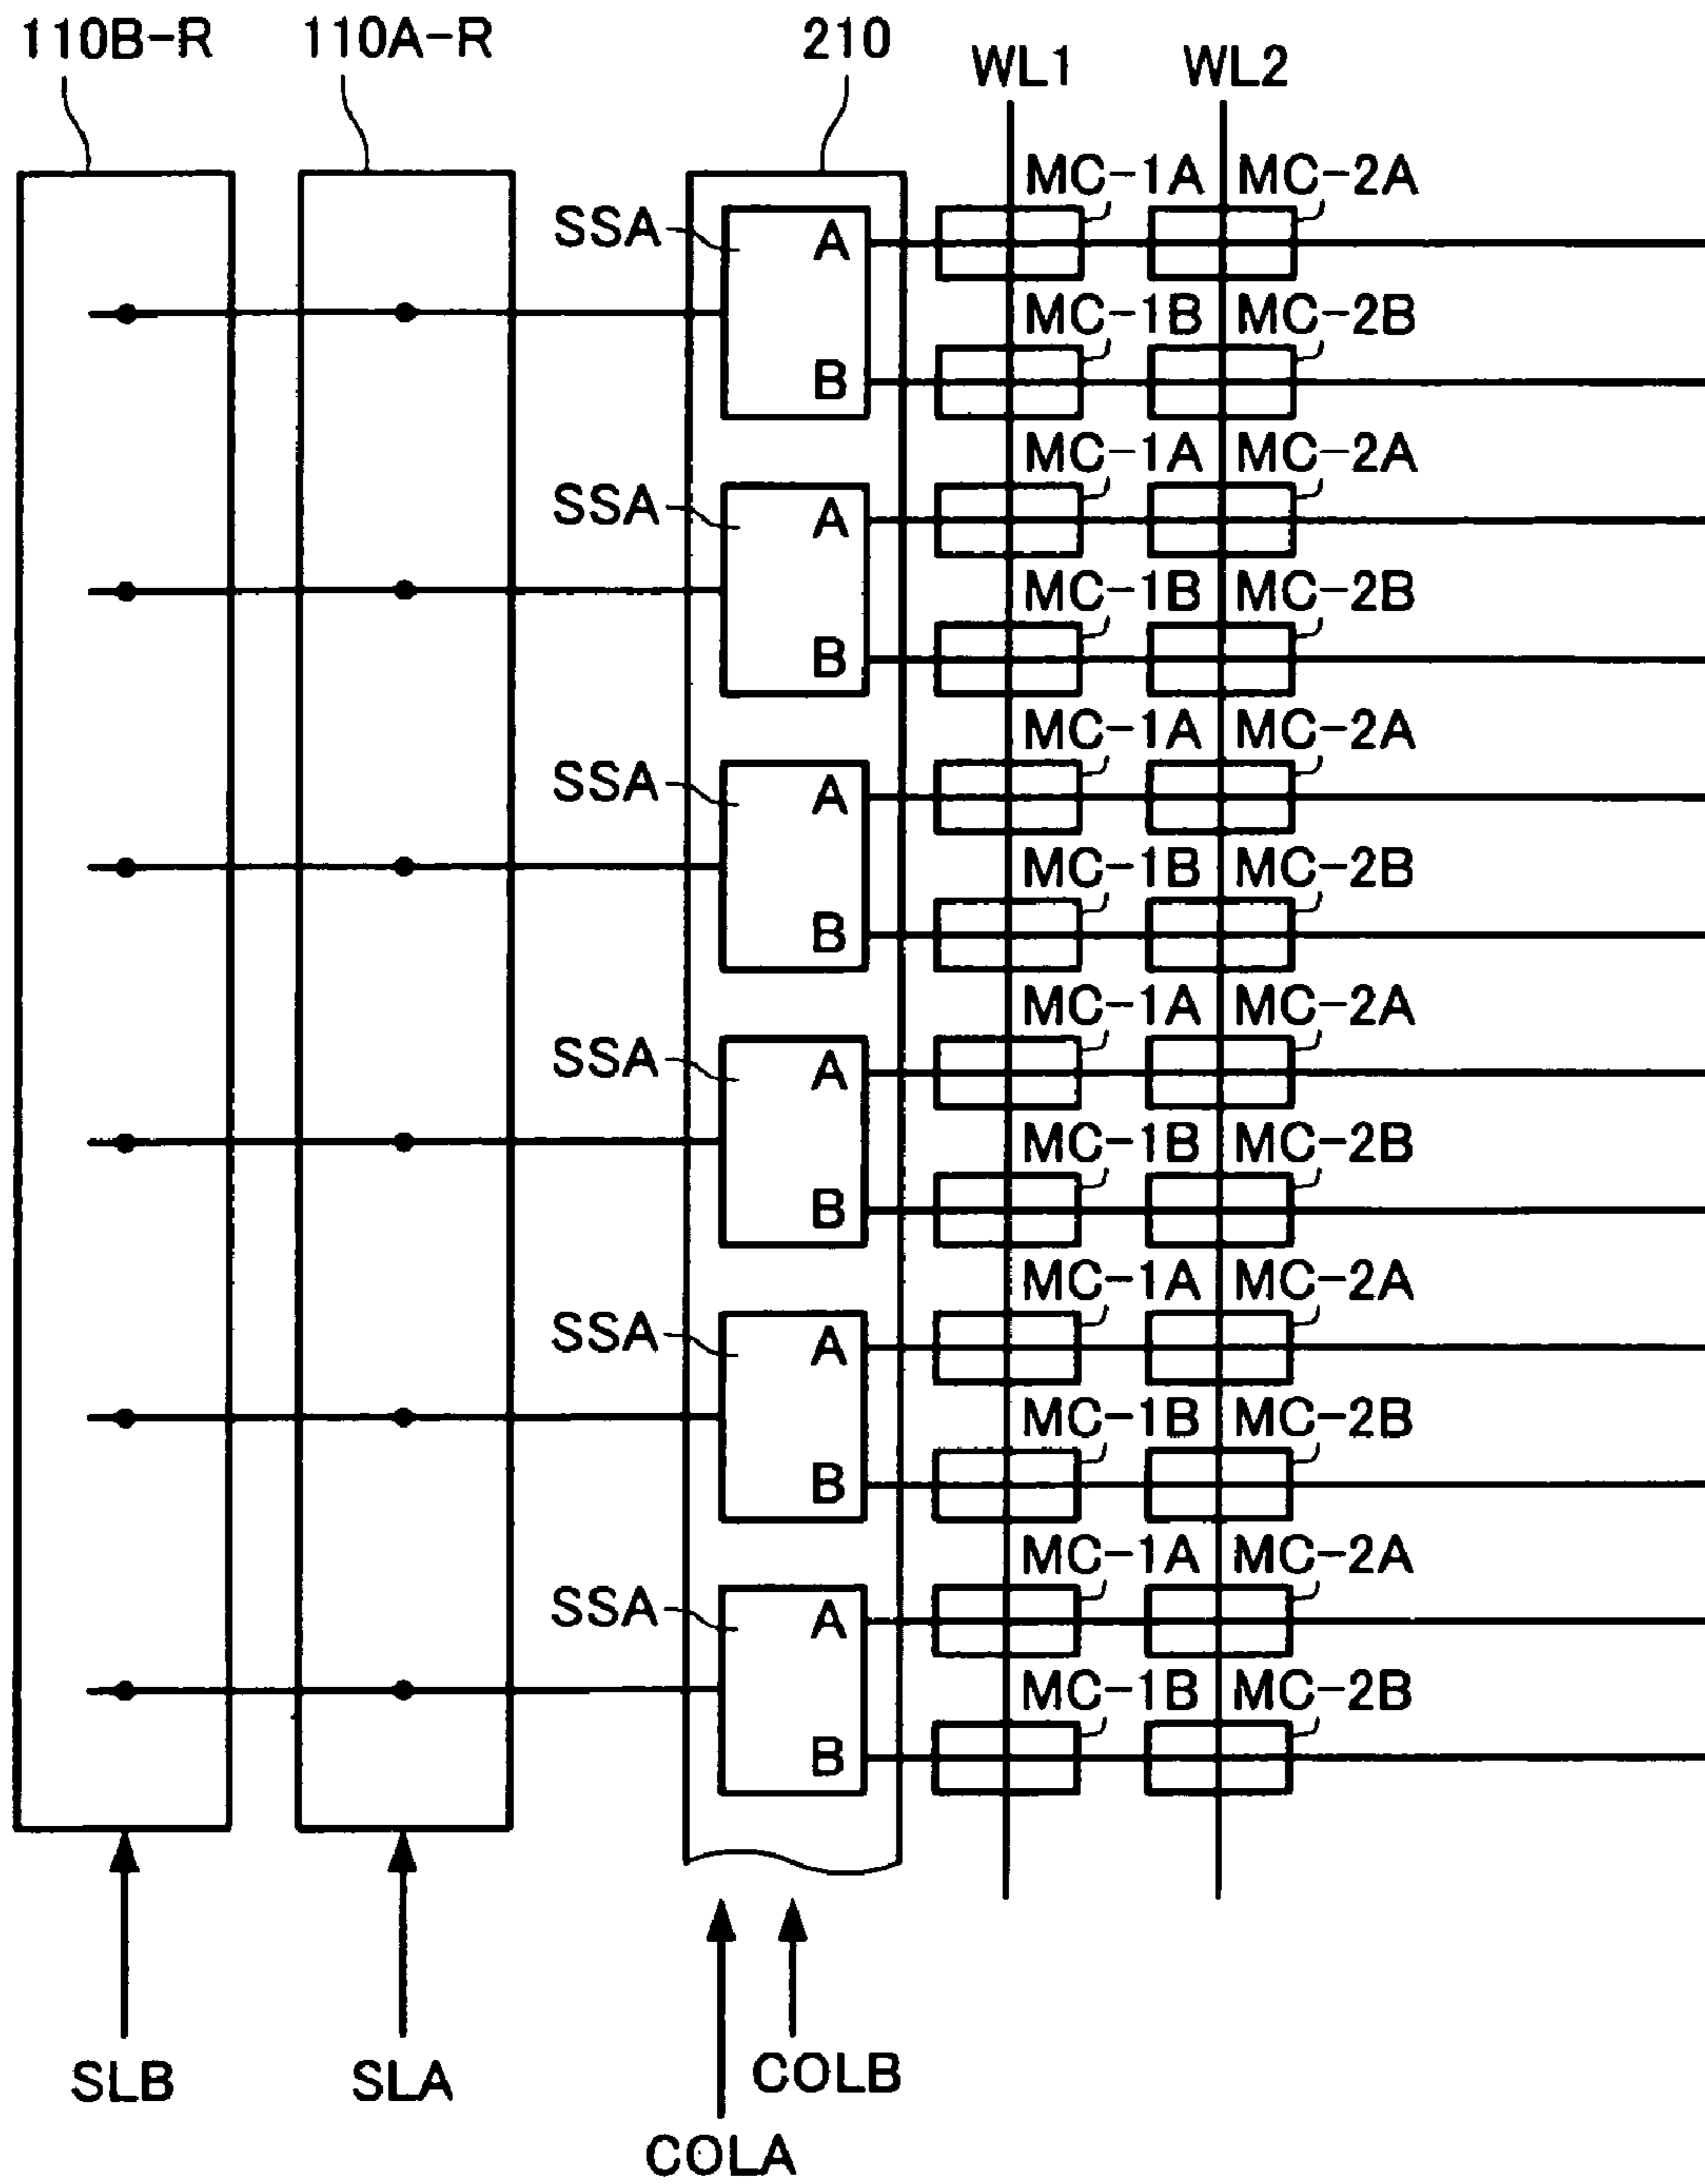 110B-R 110A-R 210 WL1 WL2
MC-1A MC-2A
SSA A
MC-1B MC-2B
B
MC-1A MC-2A
SSA A
MC-1B MC-2B
B
MC-1A MC-2A
SSA A
MC-1B MC-2B
B
MC-1A MC-2A
SSA A
MC-1B MC-2B
B
MC-1A MC-2A
SSA A
MC-1B MC-2B
B
MC-1A MC-2A
SSA A
MC-1B MC-2B
B
SLB SLA COLB
COLA